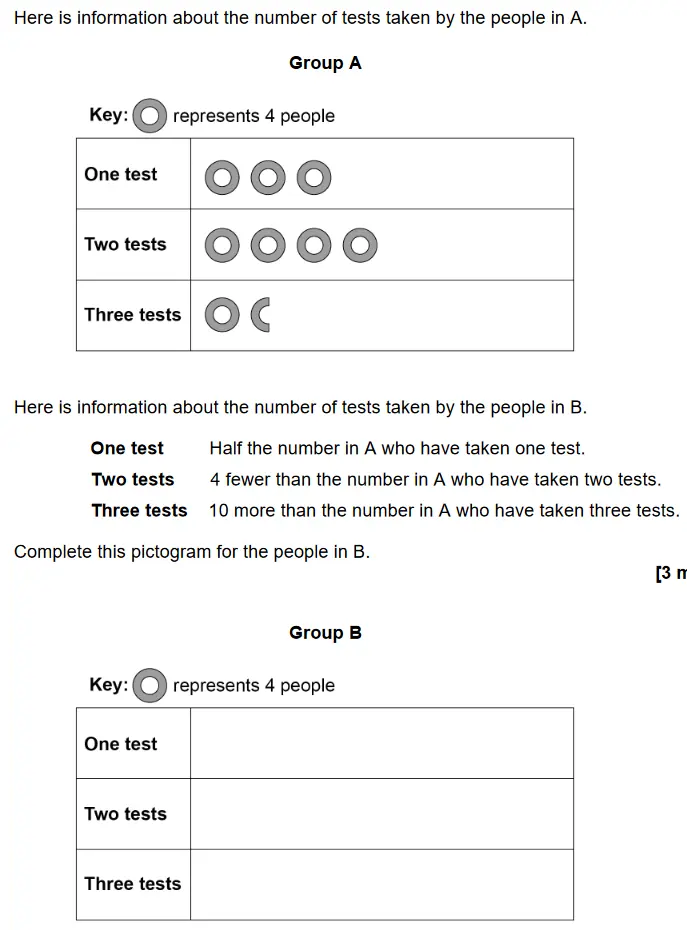 Here is information about the number of tests taken by the people in A.
Group A
Key: represents 4 people
One test
Two tests
Three tests
Here is information about the number of tests taken by the people in B.
One test Half the number in A who have taken one test.
Two tests 4 fewer than the number in A who have taken two tests.
Three tests 10 more than the number in A who have taken three tests.
Complete this pictogram for the people in B.
[3
Group B
Key: represents 4 people
One test
Two tests
Three tests